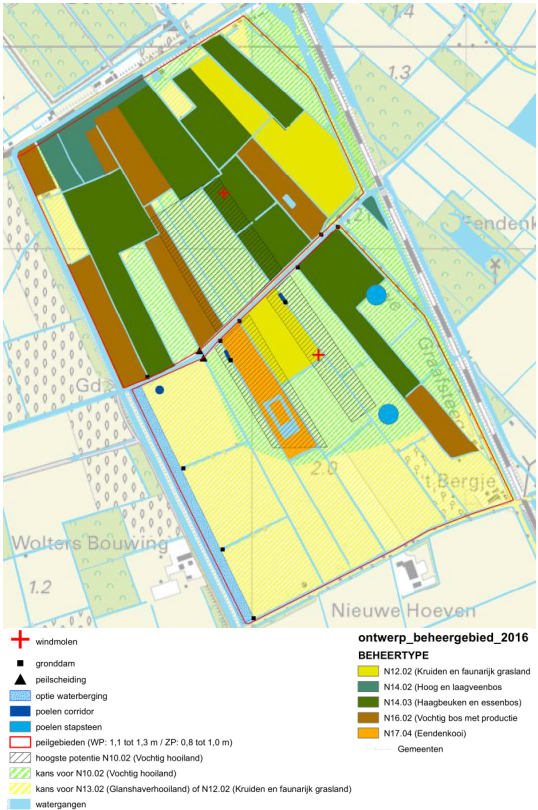 1.4
1.3
2.
Eendenk
de
Graafsteeg
Gd
2.0
't Bergje
Wolters Bouwing
1.2
Nieuwe Hoeven
windmolen
gronddam
peilscheiding
optie waterberging
poelen corridor
poelen stapsteen
peilgebieden (WP: 1,1 tot 1,3 m / ZP: 0,8 tot 1,0 m)
hoogste potentie N10.02 (Vochtig hooiland)
kans voor N10.02 (Vochtig hooiland)
kans voor N13.02 (Glanshaverhooiland) of N12.02 (Kruiden en faunarijk grasland)
watergangen
ontwerp_beheergebied_2016
BEHEERTYPE
N12.02 (Kruiden en faunarijk grasland
N14.02 (Hoog en laagveenbos
N14.03 (Haagbeuken en essenbos)
N16.02 (Vochtig bos met productie
N17.04 (Eendenkooi)
Gemeenten